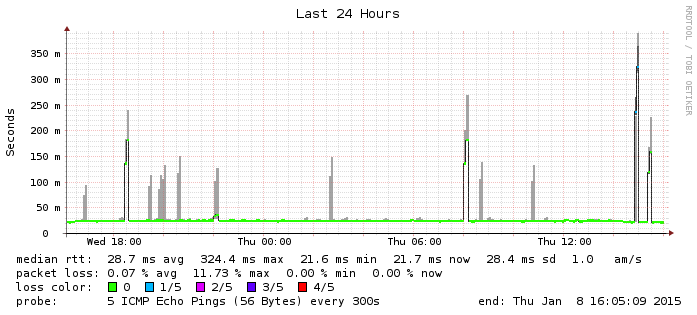 Last 24 Hours
RRDTOOL / TOBI OETIKER
Seconds
350 m
300 m
250 m
200 m
150 m
100 m
50 m
0
Wed 18:00 Thu 00:00 Thu 06:00 Thu 12:00
median rtt: 28.7 ms avg 324.4 ms max 21.6 ms min 21.7 ms now 28.4 ms sd 1.0 am/s
packet loss: 0.07 % avg 11.73 % max 0.00 % min 0.00 % now
loss color: 0 1/5 2/5 3/5 4/5
probe: 5 ICMP Echo Pings (56 Bytes) every 300s end: Thu Jan 8 16:05:09 2015